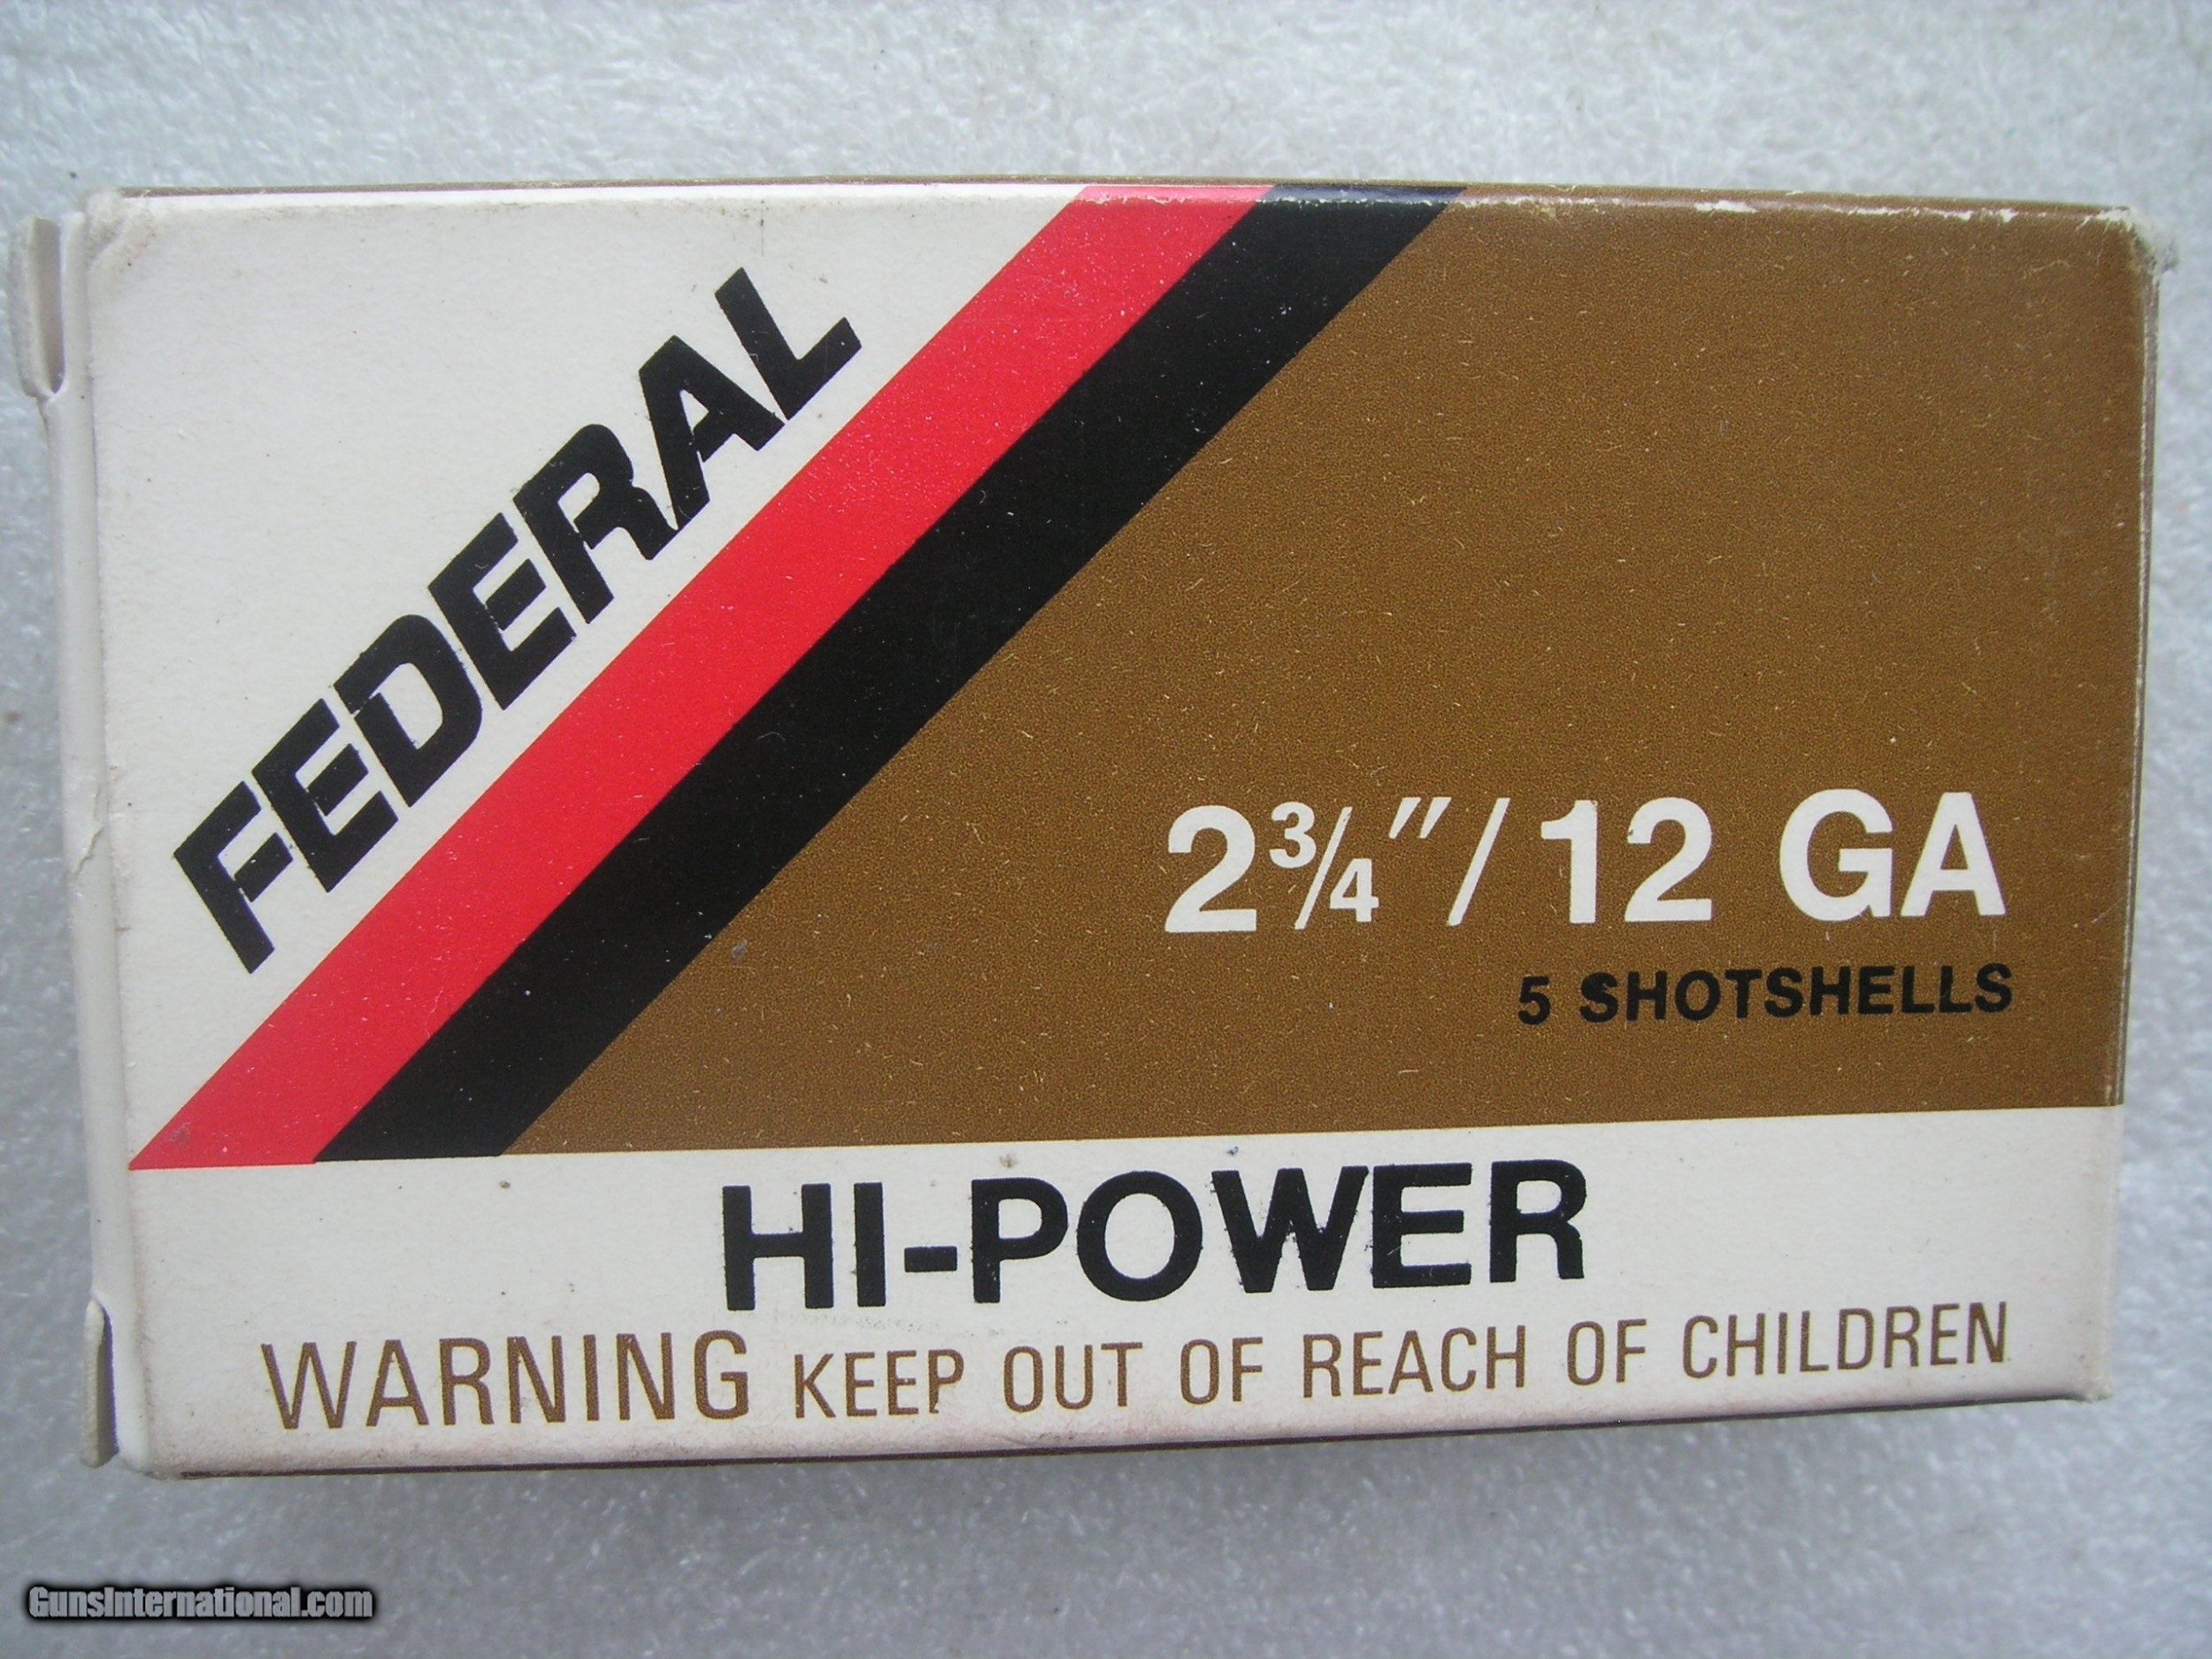 FEDERAL
2¾"/12 GA
5 SHOTSHELLS
HI-POWER
WARNING KEEP OUT OF REACH OF CHILDREN
GunsInternational.com